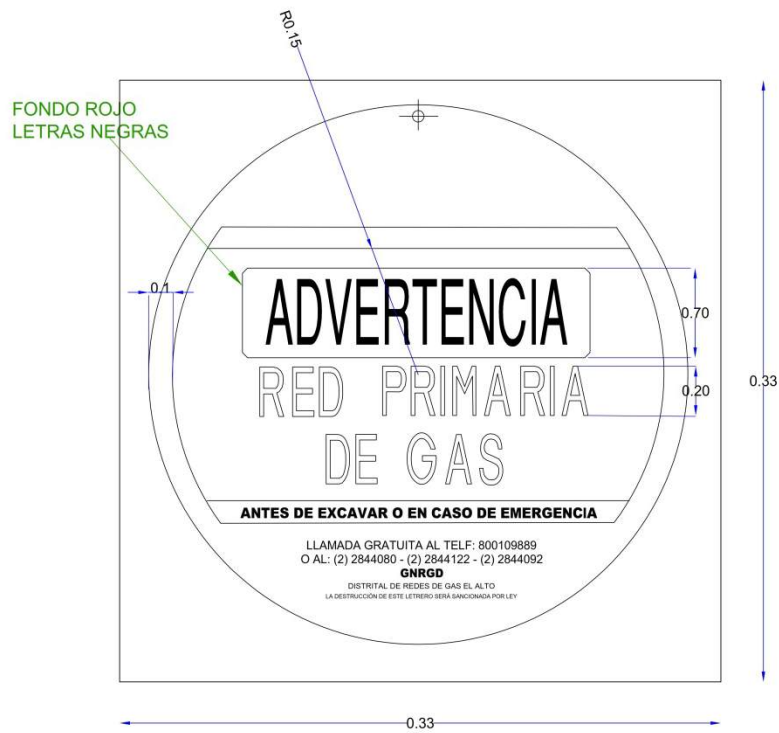 R0.15
FONDO ROJO
LETRAS NEGRAS
0.1
ADVERTENCIA
0.70
RED PRIMARIA
0.20
0.33
DE GAS
ANTES DE EXCAVAR O EN CASO DE EMERGENCIA
LLAMADA GRATUITA AL TELF: 800109889
O AL: (2) 2844080 - (2) 2844122 - (2) 2844092
GNRGD
DISTRITAL DE REDES DE GAS EL ALTO
LA DESTRUCCIÓN DE ESTE LETRERO SERÁ SANCIONADA POR LEY
0.33